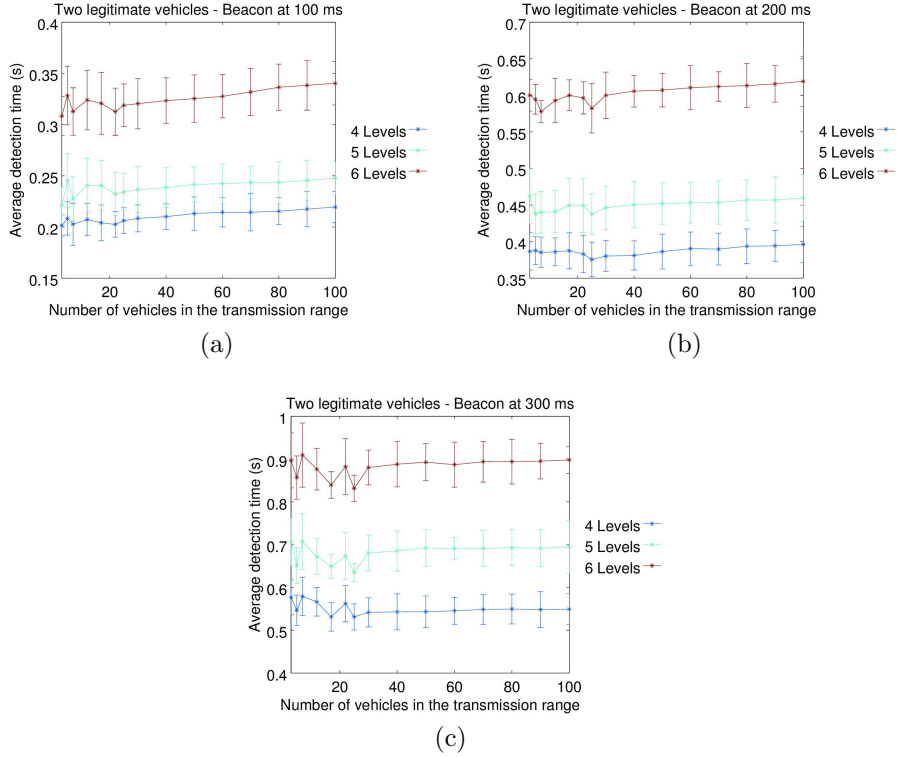 Two legitimate vehicles - Beacon at 100 ms
0.4
0.35
0.3
0.25
0.2
0.15
Average detection time (s)
20 40 60 80 100
Number of vehicles in the transmission range
4 Levels
5 Levels
6 Levels
(a)
Two legitimate vehicles - Beacon at 200 ms
0.7
0.65
0.6
0.55
0.5
0.45
0.4
0.35
Average detection time (s)
20 40 60 80 100
Number of vehicles in the transmission range
4 Levels
5 Levels
6 Levels
(b)
Two legitimate vehicles - Beacon at 300 ms
1
0.9
0.8
0.7
0.6
0.5
0.4
Average detection time (s)
20 40 60 80 100
Number of vehicles in the transmission range
4 Levels
5 Levels
6 Levels
(c)